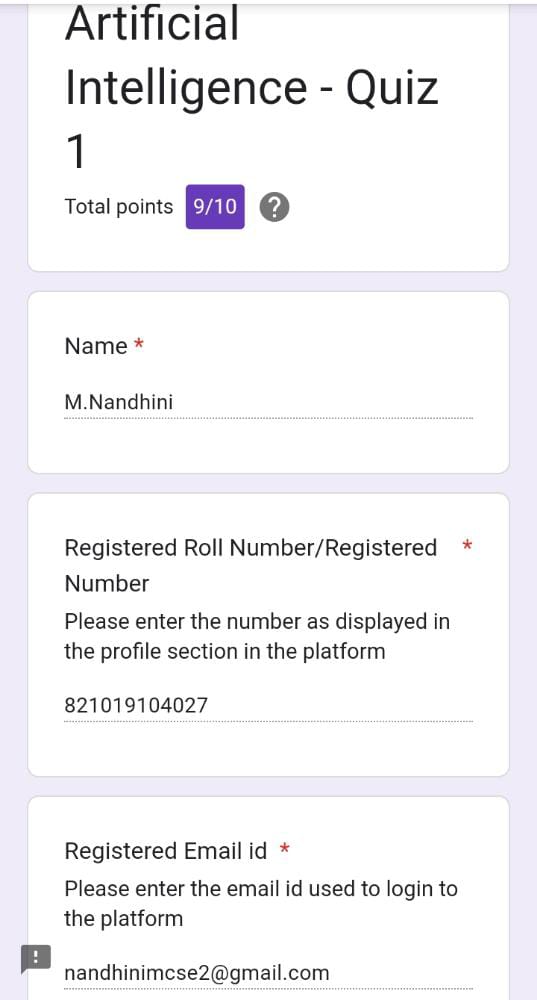 Artificial
Intelligence - Quiz
1
Total points 9/10 ?
Name *
M.Nandhini
Registered Roll Number/Registered *
Number
Please enter the number as displayed in
the profile section in the platform
821019104027
Registered Email id *
Please enter the email id used to login to
the platform
!
nandhinimcse2@gmail.com